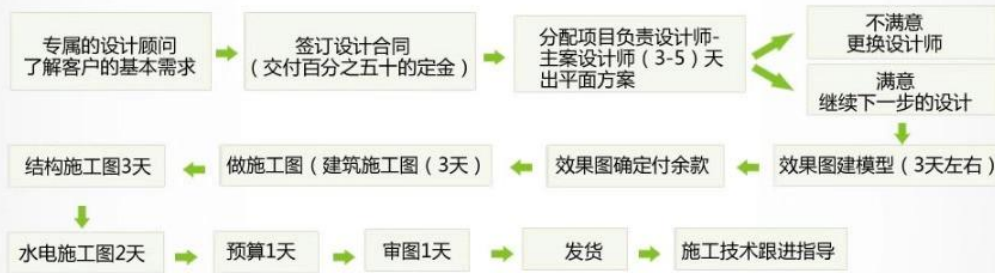 专属的设计顾问
了解客户的基本需求
签订设计合同
（交付百分之五十的定金）
分配项目负责设计师-
主案设计师（3-5）天
出平面方案
不满意
更换设计师
满意
继续下一步的设计
效果图建模型（3天左右）
效果图确定付余款
做施工图（建筑施工图（3天）
结构施工图3天
水电施工图2天
预算1天
审图1天
发货
施工技术跟进指导